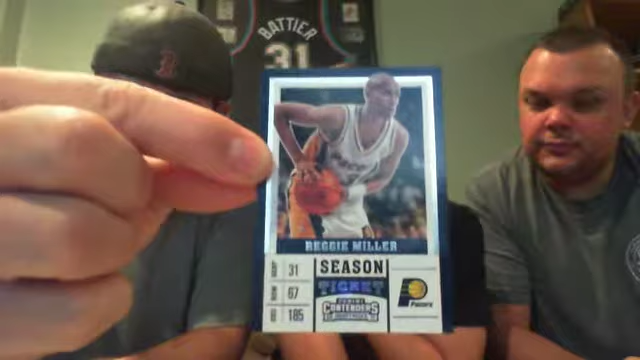 BATTIER
31
REGGIE MILLER
31
67
185
SEASON
TICKET
PANINI
CONTENDERS
Pacers